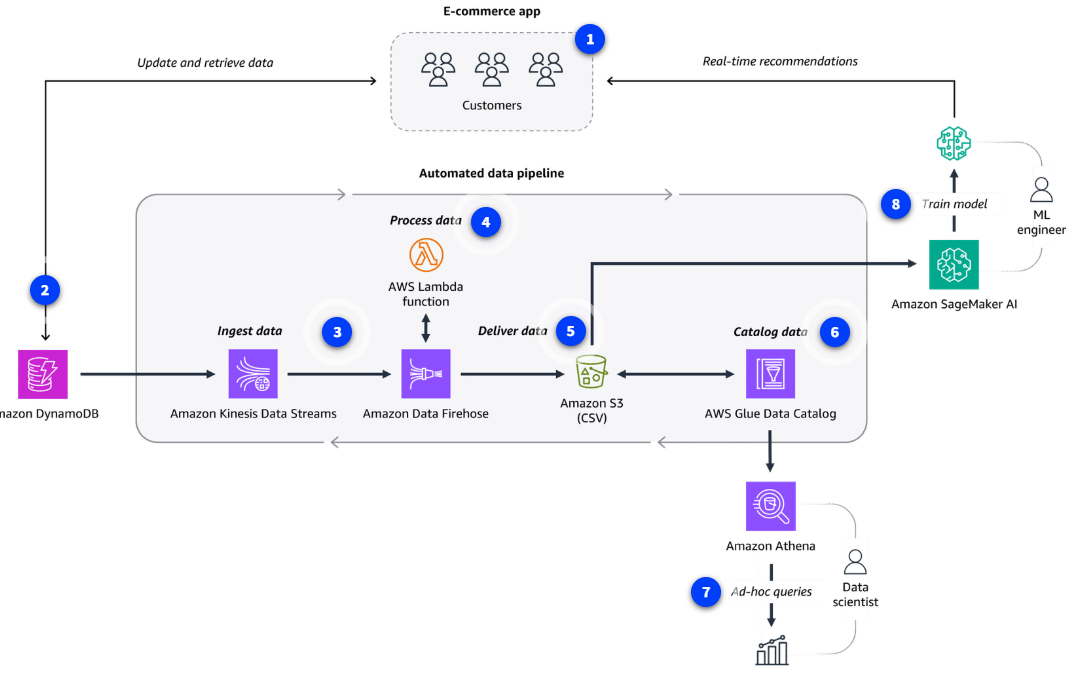 E-commerce app
1
Update and retrieve data
Real-time recommendations
Customers
Automated data pipeline
Process data
4
8
Train model
ML
engineer
AWS Lambda
function
2
Amazon SageMaker AI
Ingest data
3
Deliver data
5
Catalog data
6
mazon DynamoDB
Amazon Kinesis Data Streams
Amazon Data Firehose
Amazon S3
(CSV)
AWS Glue Data Catalog
Amazon Athena
7
Ad-hoc queries
Data
scientist